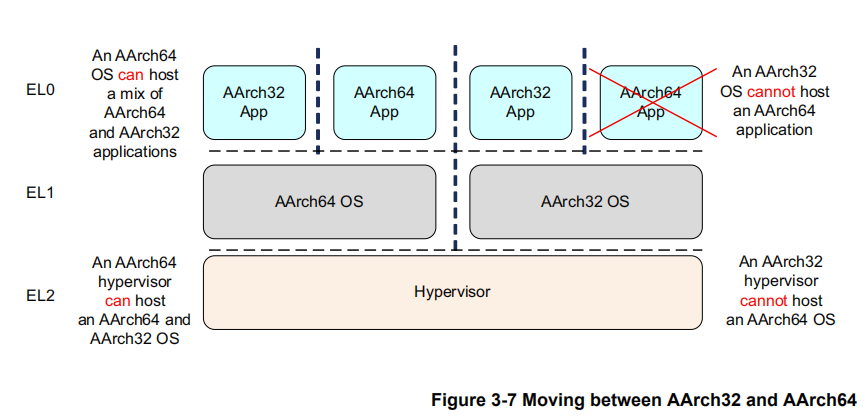 An AArch64
OS can host
a mix of
AArch64
and AArch32
applications
EL0
AArch32
App
AArch64
App
AArch32
App
AArch64
App
An AArch32
OS cannot host
an AArch64
application
EL1
AArch64 OS
AArch32 OS
EL2
An AArch64
hypervisor
can host
an AArch64 and
AArch32 OS
Hypervisor
An AArch32
hypervisor
cannot host
an AArch64 OS
Figure 3-7 Moving between AArch32 and AArch64